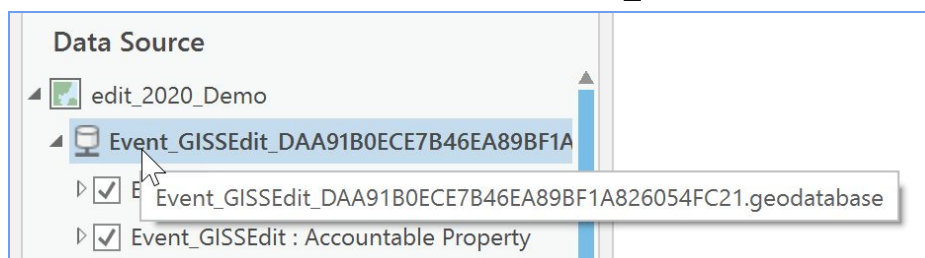 Data Source
edit_2020_Demo
Event_GISSEdit_DAA91B0ECE7B46EA89BF1A
E
Event_GISSEdit_DAA91B0ECE7B46EA89BF1A826054FC21.geodatabase
Event_GISSEdit : Accountable Property